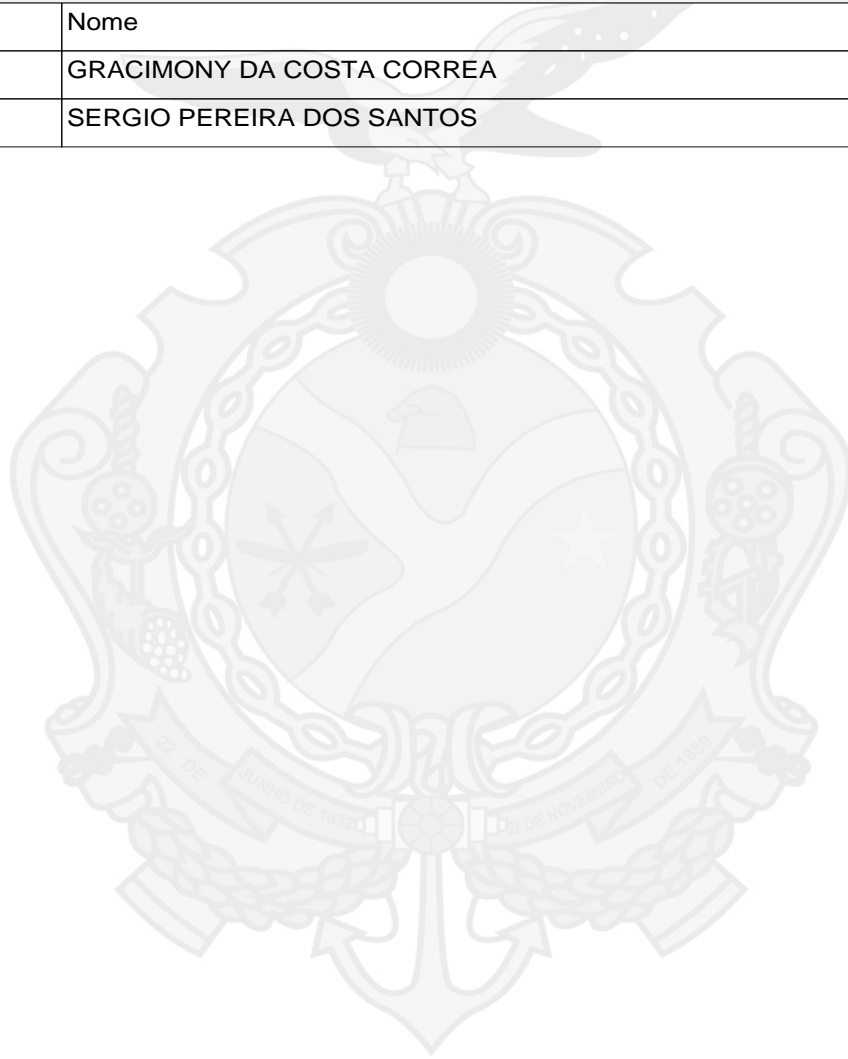 Nome
GRACIMONY DA COSTA CORREA
SERGIO PEREIRA DOS SANTOS
22 DE JUNHO DE 1832
DE NOVEMBRO DE 1889